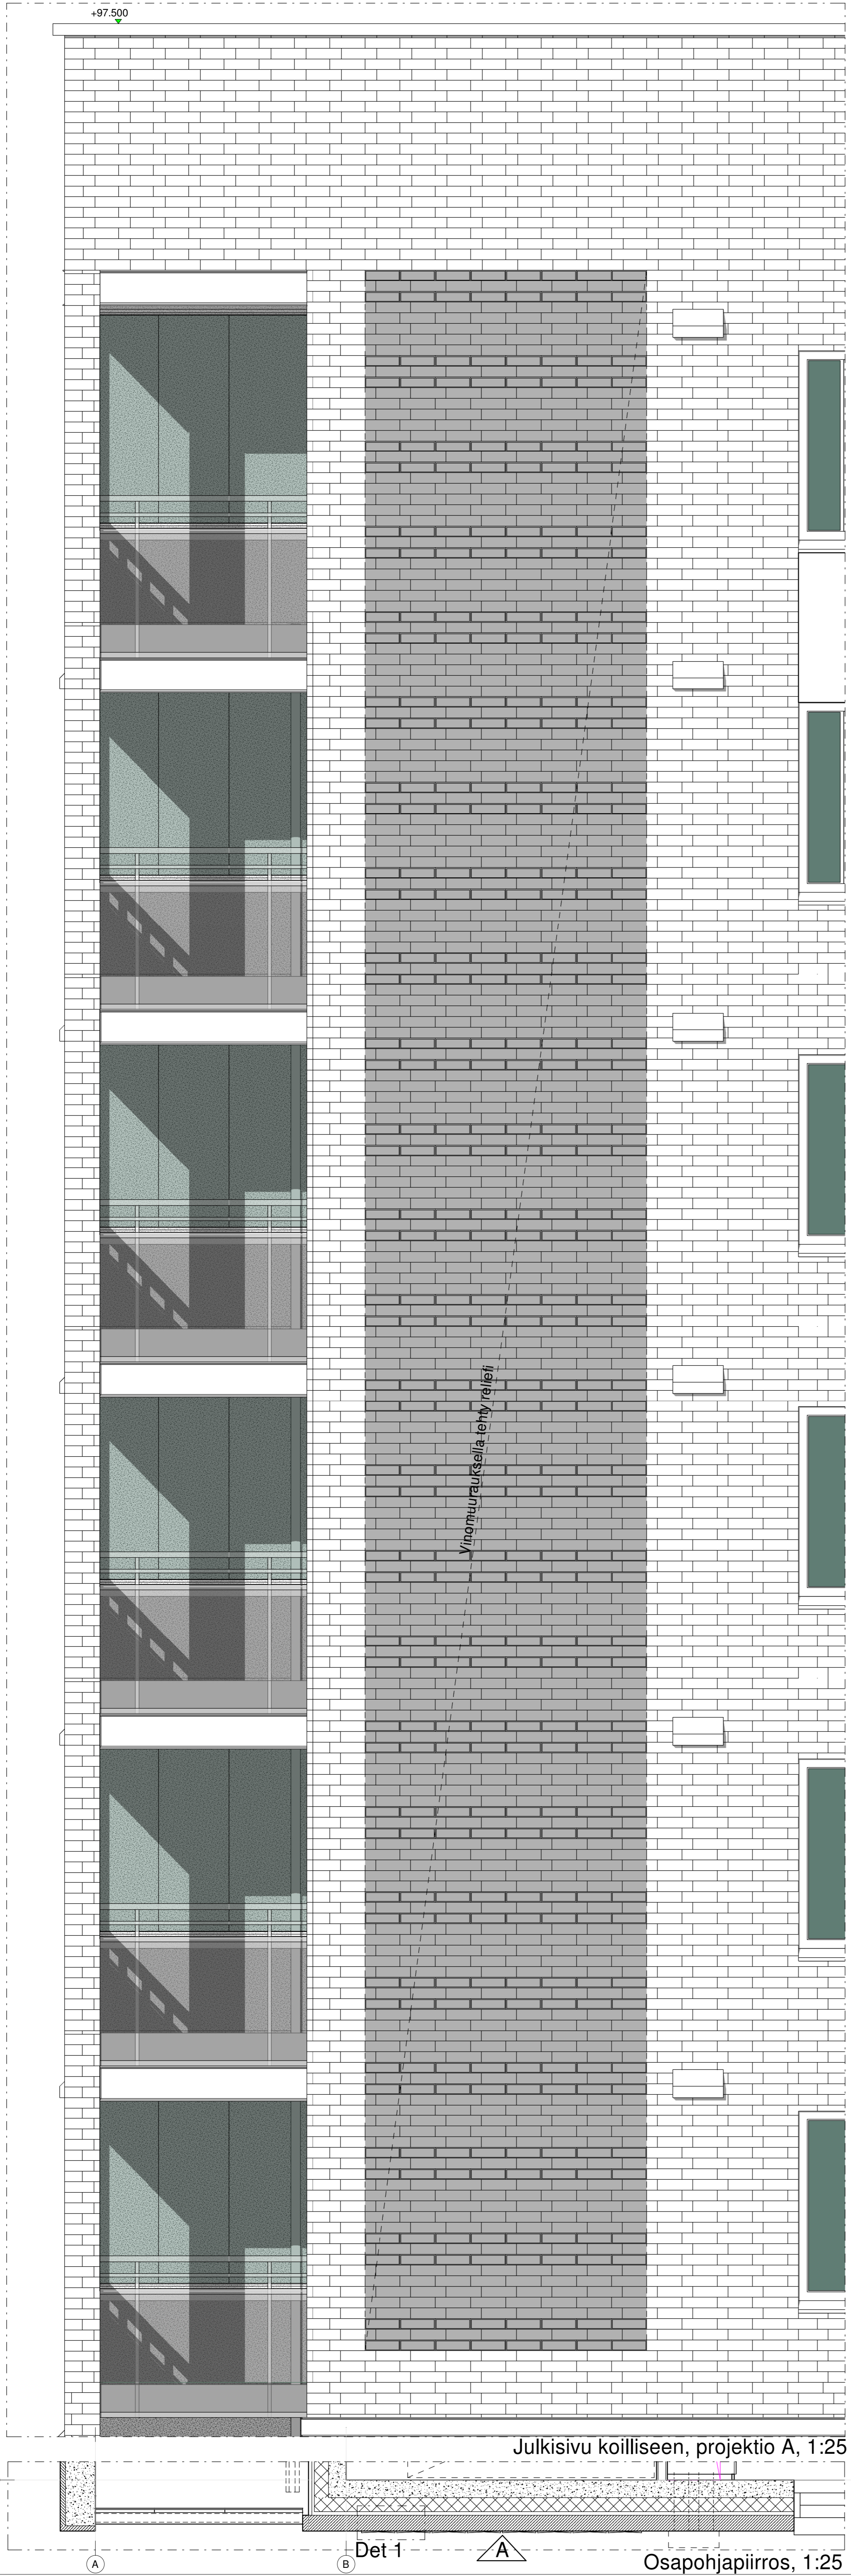 +97.500
Vinomuurauksella tehty reliefi
Julkisivu koilliseen, projektio A, 1:25
Det 1
A
A
B
Osapohjapiirros, 1:25